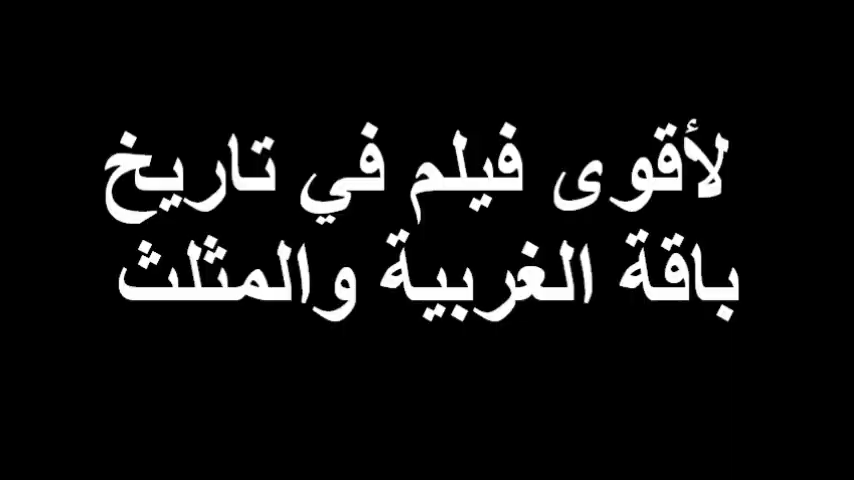 لأقوى فيلم في تاريخ
باقة الغربية والمثلث